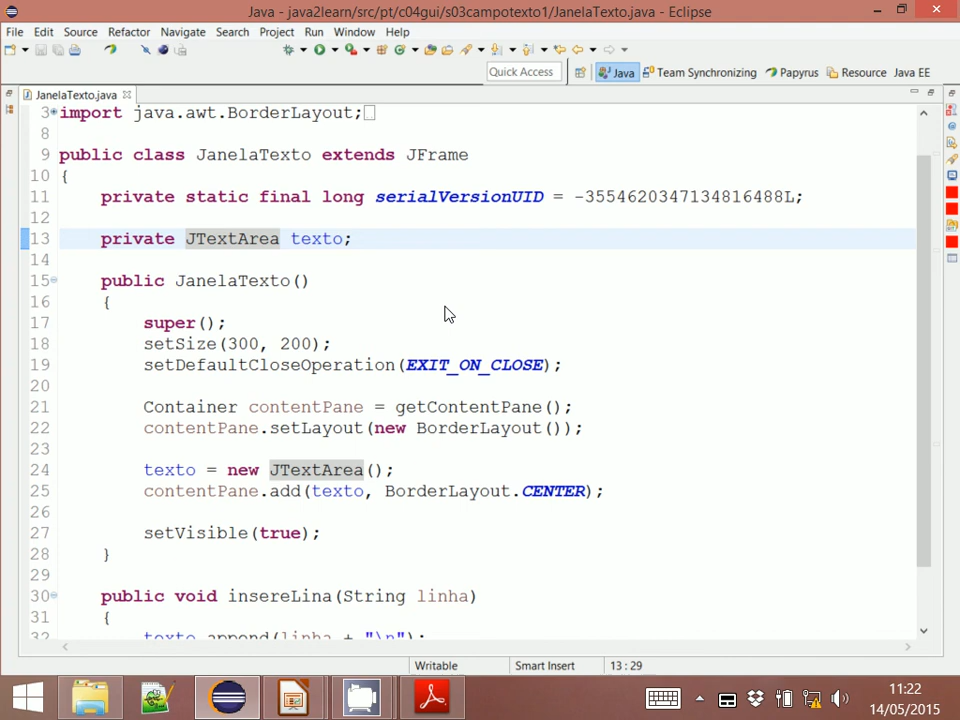 Java - java2learn/src/pt/c04gui/s03campotexto1/JanelaTexto.java - Eclipse
File Edit Source Refactor Navigate Search Project Run Window Help
Quick Access Java Team Synchronizing Papyrus Resource Java EE
JanelaTexto.java
3 import java.awt.BorderLayout;
8
9 public class JanelaTexto extends JFrame
10 {
11 private static final long serialVersionUID = -3554620347134816488L;
12
13 private JTextArea texto;
14
15 public JanelaTexto()
16 {
17 super();
18 setSize(300, 200);
19 setDefaultCloseOperation(EXIT_ON_CLOSE);
20
21 Container contentPane = getContentPane();
22 contentPane.setLayout(new BorderLayout());
23
24 texto = new JTextArea();
25 contentPane.add(texto, BorderLayout.CENTER);
26
27 setVisible(true);
28 }
29
30 public void insereLina(String linha)
31 {
32 texto.append(linha + "\n");
Writable Smart Insert 13 : 29
11:22
14/05/2015